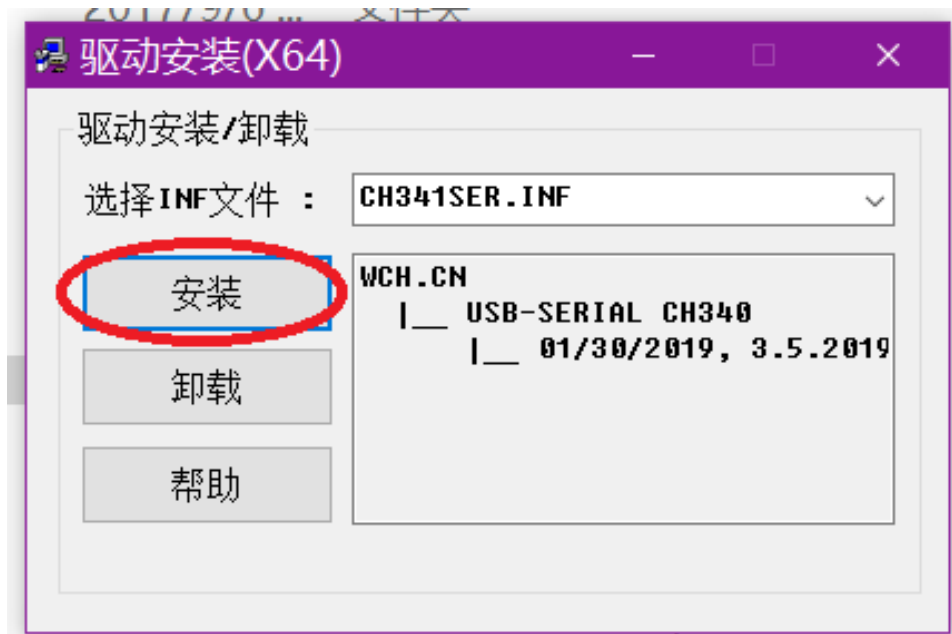 驱动安装(X64)
驱动安装/卸载
选择INF文件 :
CH341SER.INF
安装
卸载
帮助
WCH.CN
|__ USB-SERIAL CH340
|__ 01/30/2019, 3.5.2019